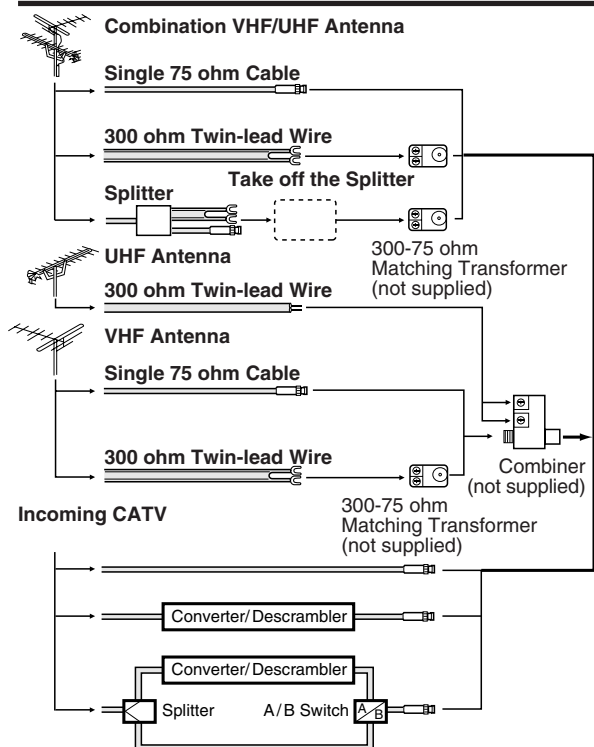 Combination VHF/UHF Antenna
Single 75 ohm Cable
300 ohm Twin-lead Wire
Take off the Splitter
Splitter
300-75 ohm
Matching Transformer
(not supplied)
UHF Antenna
300 ohm Twin-lead Wire
VHF Antenna
Single 75 ohm Cable
300 ohm Twin-lead Wire
Combiner
(not supplied)
300-75 ohm
Matching Transformer
(not supplied)
Incoming CATV
Converter/Descrambler
Converter/Descrambler
Splitter
A/B Switch
A
B